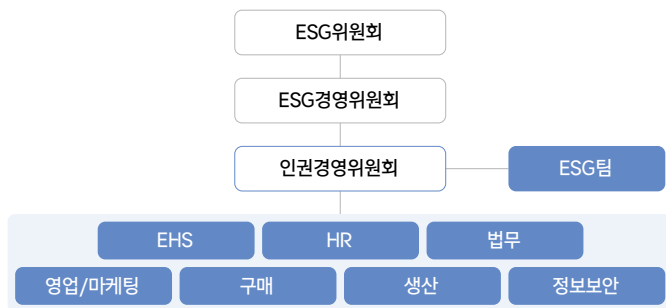 ESG위원회
ESG경영위원회
인권경영위원회
ESG팀
EHS
HR
법무
영업/마케팅
구매
생산
정보보안